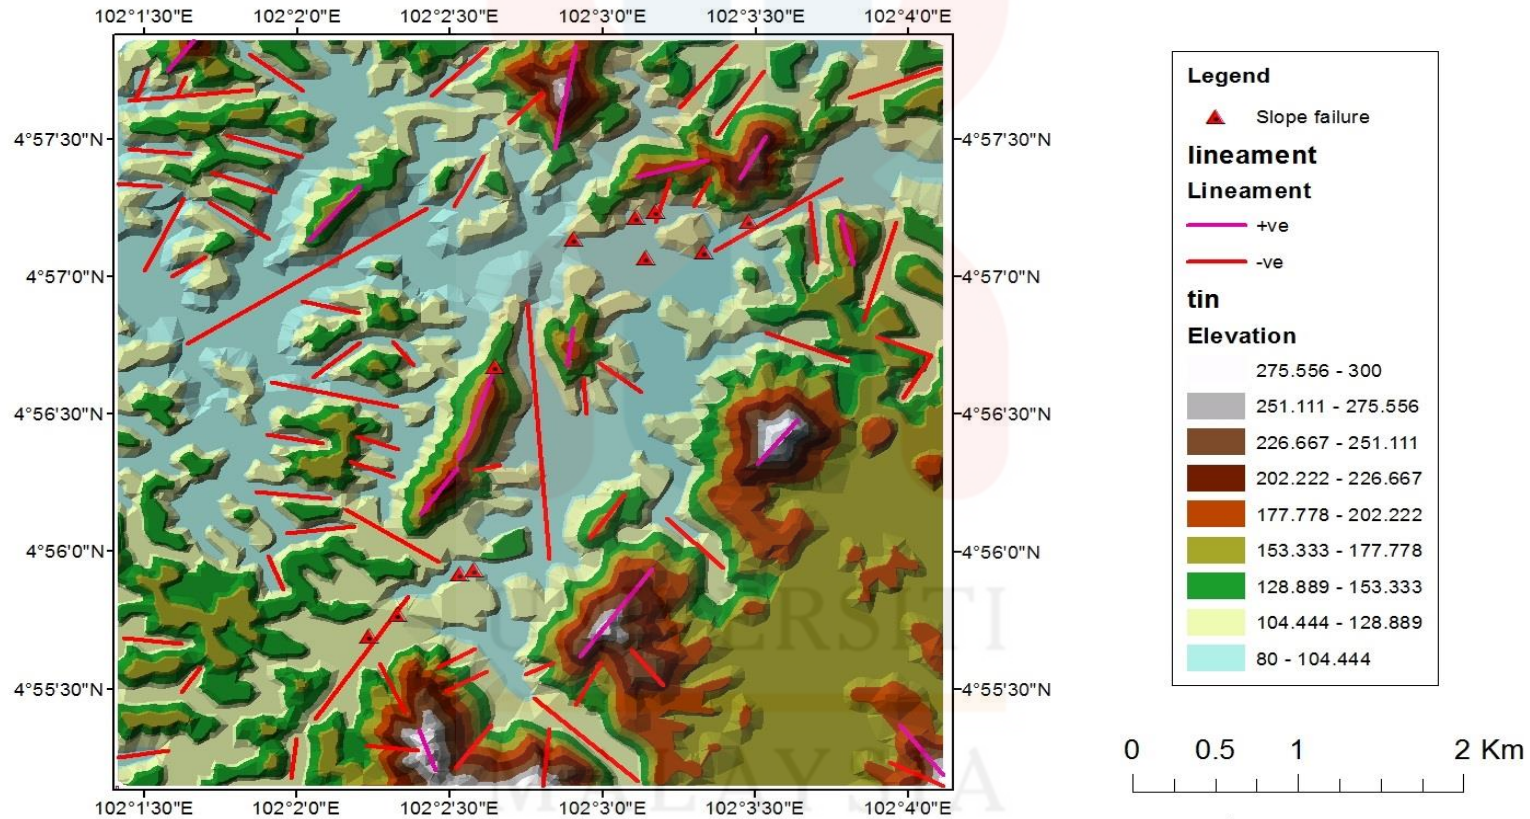 102°1'30"E 102°2'0"E 102°2'30"E 102°3'0"E 102°3'30"E 102°4'0"E
4°57'30"N 4°57'30"N
4°57'0"N 4°57'0"N
4°56'30"N 4°56'30"N
4°56'0"N 4°56'0"N
4°55'30"N 4°55'30"N
102°1'30"E 102°2'0"E 102°2'30"E 102°3'0"E 102°3'30"E 102°4'0"E
UNIVERSITI
MALAYSIA
Legend
Slope failure
lineament
Lineament
+ve
-ve
tin
Elevation
275.556 - 300
251.111 - 275.556
226.667 - 251.111
202.222 - 226.667
177.778 - 202.222
153.333 - 177.778
128.889 - 153.333
104.444 - 128.889
80 - 104.444
0 0.5 1 2 Km